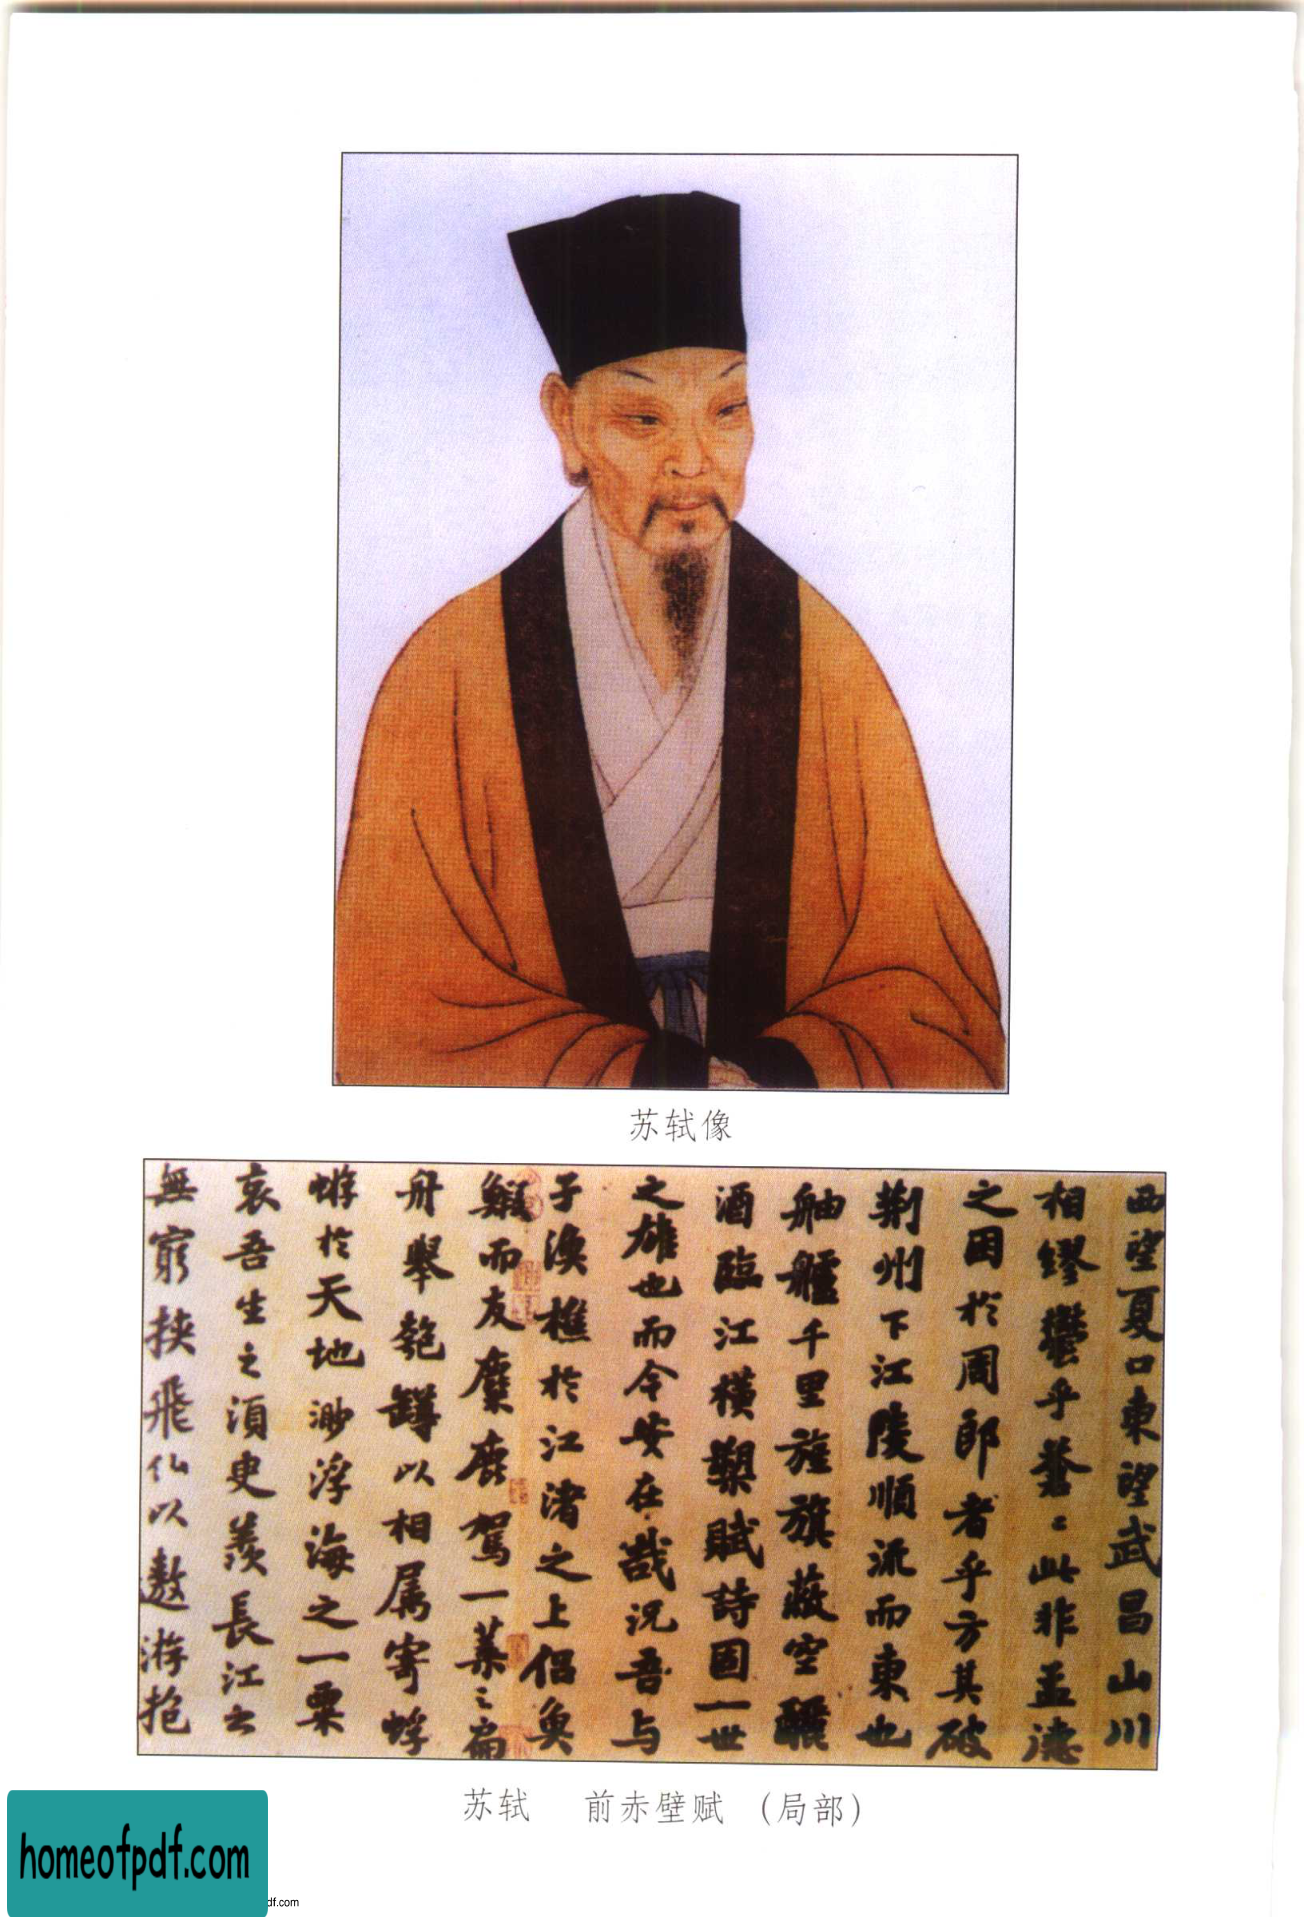 苏轼像
西望夏口東望武昌山川
相繆鬱乎蒼〻此非孟德
之困於周郎者乎方其破
荆州下江陵順流而東也
舳艫千里旌旗蔽空釃
酒臨江橫槊賦詩固一世
之雄也而今安在哉況吾与
子漁樵於江渚之上侶魚
鰕而友麋鹿駕一葉之扁
舟舉匏罇以相属寄蜉
蝣於天地渺浮海之一粟
哀吾生之須臾羨長江之
無窮挾飛仙以遨游抱
苏轼 前赤壁赋 (局部)
homeofpdf.com
df.com